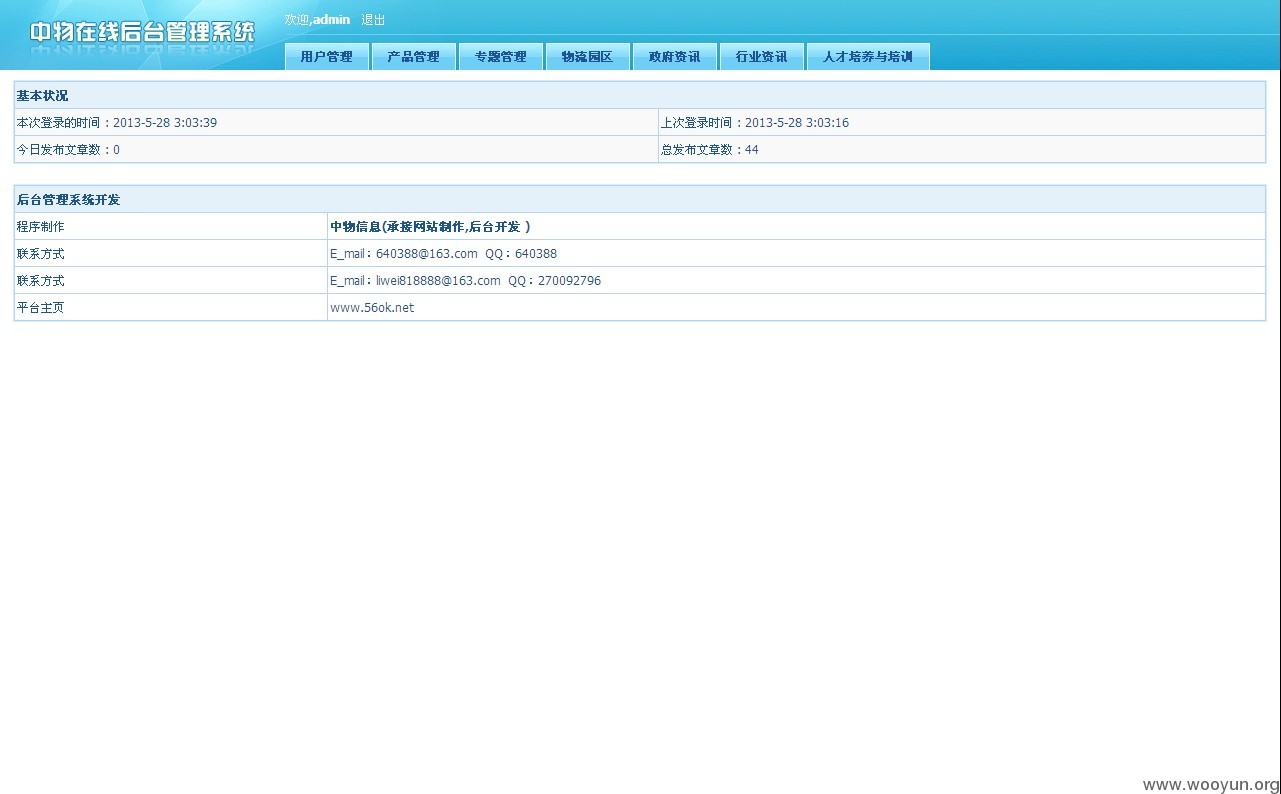 中物在线后台管理系统
欢迎,admin 退出
用户管理 产品管理 专题管理 物流园区 政府资讯 行业资讯 人才培养与培训
基本状况
本次登录的时间：2013-5-28 3:03:39 上次登录时间：2013-5-28 3:03:16
今日发布文章数：0 总发布文章数：44
后台管理系统开发
程序制作 中物信息(承接网站制作,后台开发 )
联系方式 E_mail：640388@163.com QQ：640388
联系方式 E_mail：liwei818888@163.com QQ：270092796
平台主页 www.56ok.net
www.wooyun.org